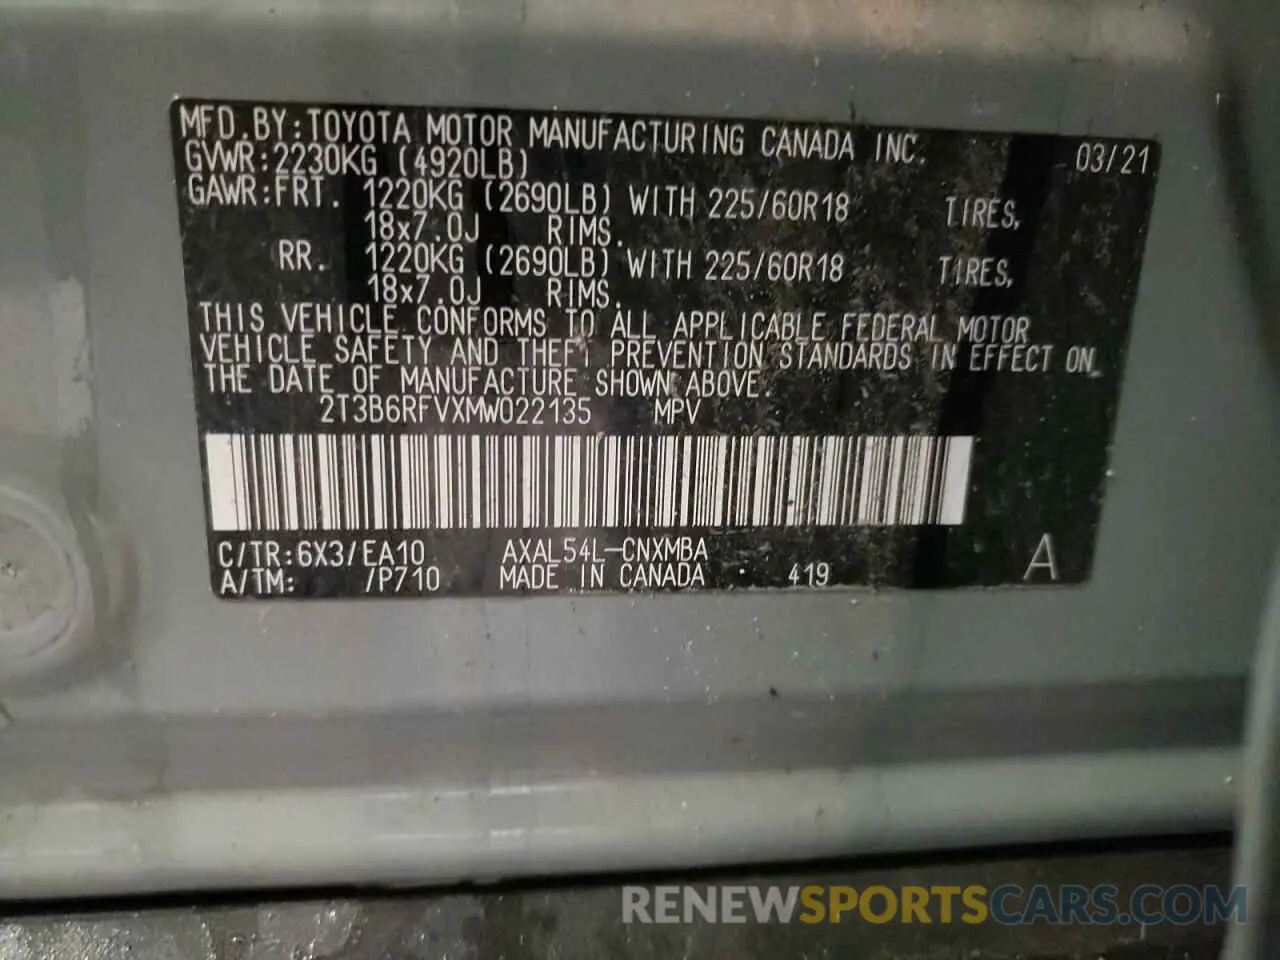 MFD.BY:TOYOTA MOTOR MANUFACTURING CANADA INC. 03/21
GVWR:2230KG (4920LB)
GAWR:FRT. 1220KG (2690LB) WITH 225/60R18 TIRES,
18x7.0J RIMS.
RR. 1220KG (2690LB) WITH 225/60R18 TIRES,
18x7.0J RIMS.
THIS VEHICLE CONFORMS TO ALL APPLICABLE FEDERAL MOTOR
VEHICLE SAFETY AND THEFT PREVENTION STANDARDS IN EFFECT ON
THE DATE OF MANUFACTURE SHOWN ABOVE.
2T3B6RFVXMW022135 MPV
C/TR:6X3/EA10 AXAL54L-CNXMBA A
A/TM: /P710 MADE IN CANADA 419
RENEWSPORTSCARS.COM